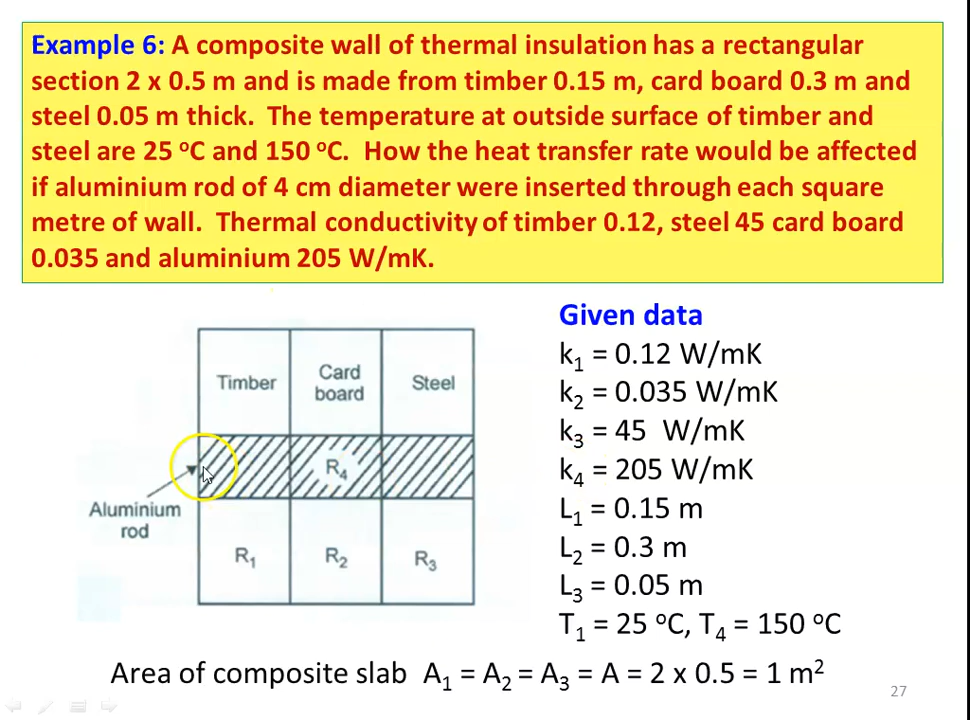 Example 6: A composite wall of thermal insulation has a rectangular
section 2 x 0.5 m and is made from timber 0.15 m, card board 0.3 m and
steel 0.05 m thick. The temperature at outside surface of timber and
steel are 25 °C and 150 °C. How the heat transfer rate would be affected
if aluminium rod of 4 cm diameter were inserted through each square
metre of wall. Thermal conductivity of timber 0.12, steel 45 card board
0.035 and aluminium 205 W/mK.
Timber
Card
board
Steel
R₄
Aluminium
rod
R₁
R₂
R₃
Given data
k₁ = 0.12 W/mK
k₂ = 0.035 W/mK
k₃ = 45 W/mK
k₄ = 205 W/mK
L₁ = 0.15 m
L₂ = 0.3 m
L₃ = 0.05 m
T₁ = 25 °C, T₄ = 150 °C
Area of composite slab A₁ = A₂ = A₃ = A = 2 x 0.5 = 1 m²
27